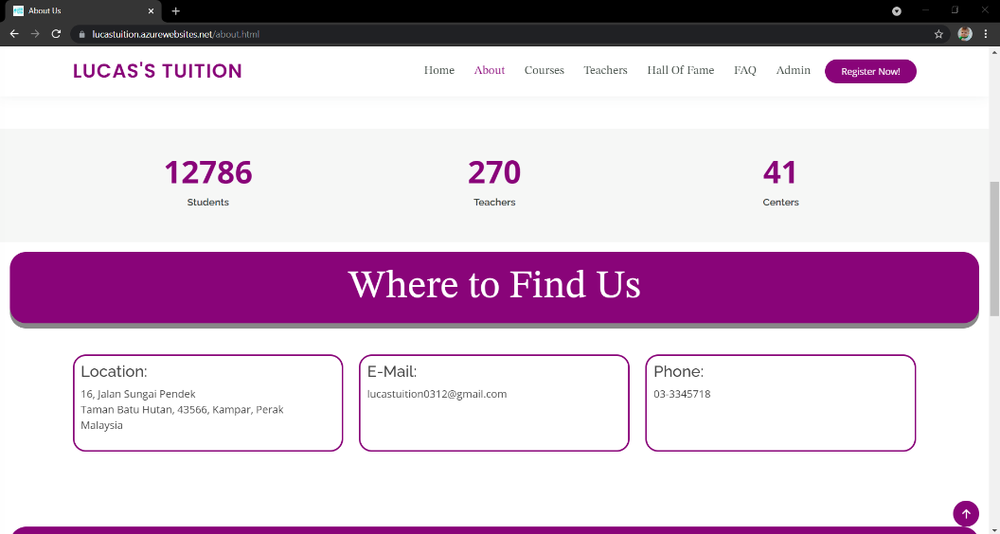 About Us
lucastuition.azurewebsites.net/about.html
LUCAS'S TUITION
Home About Courses Teachers Hall Of Fame FAQ Admin Register Now!
12786 270 41
Students Teachers Centers
Where to Find Us
Location:
16, Jalan Sungai Pendek
Taman Batu Hutan, 43566, Kampar, Perak
Malaysia
E-Mail:
lucastuition0312@gmail.com
Phone:
03-3345718